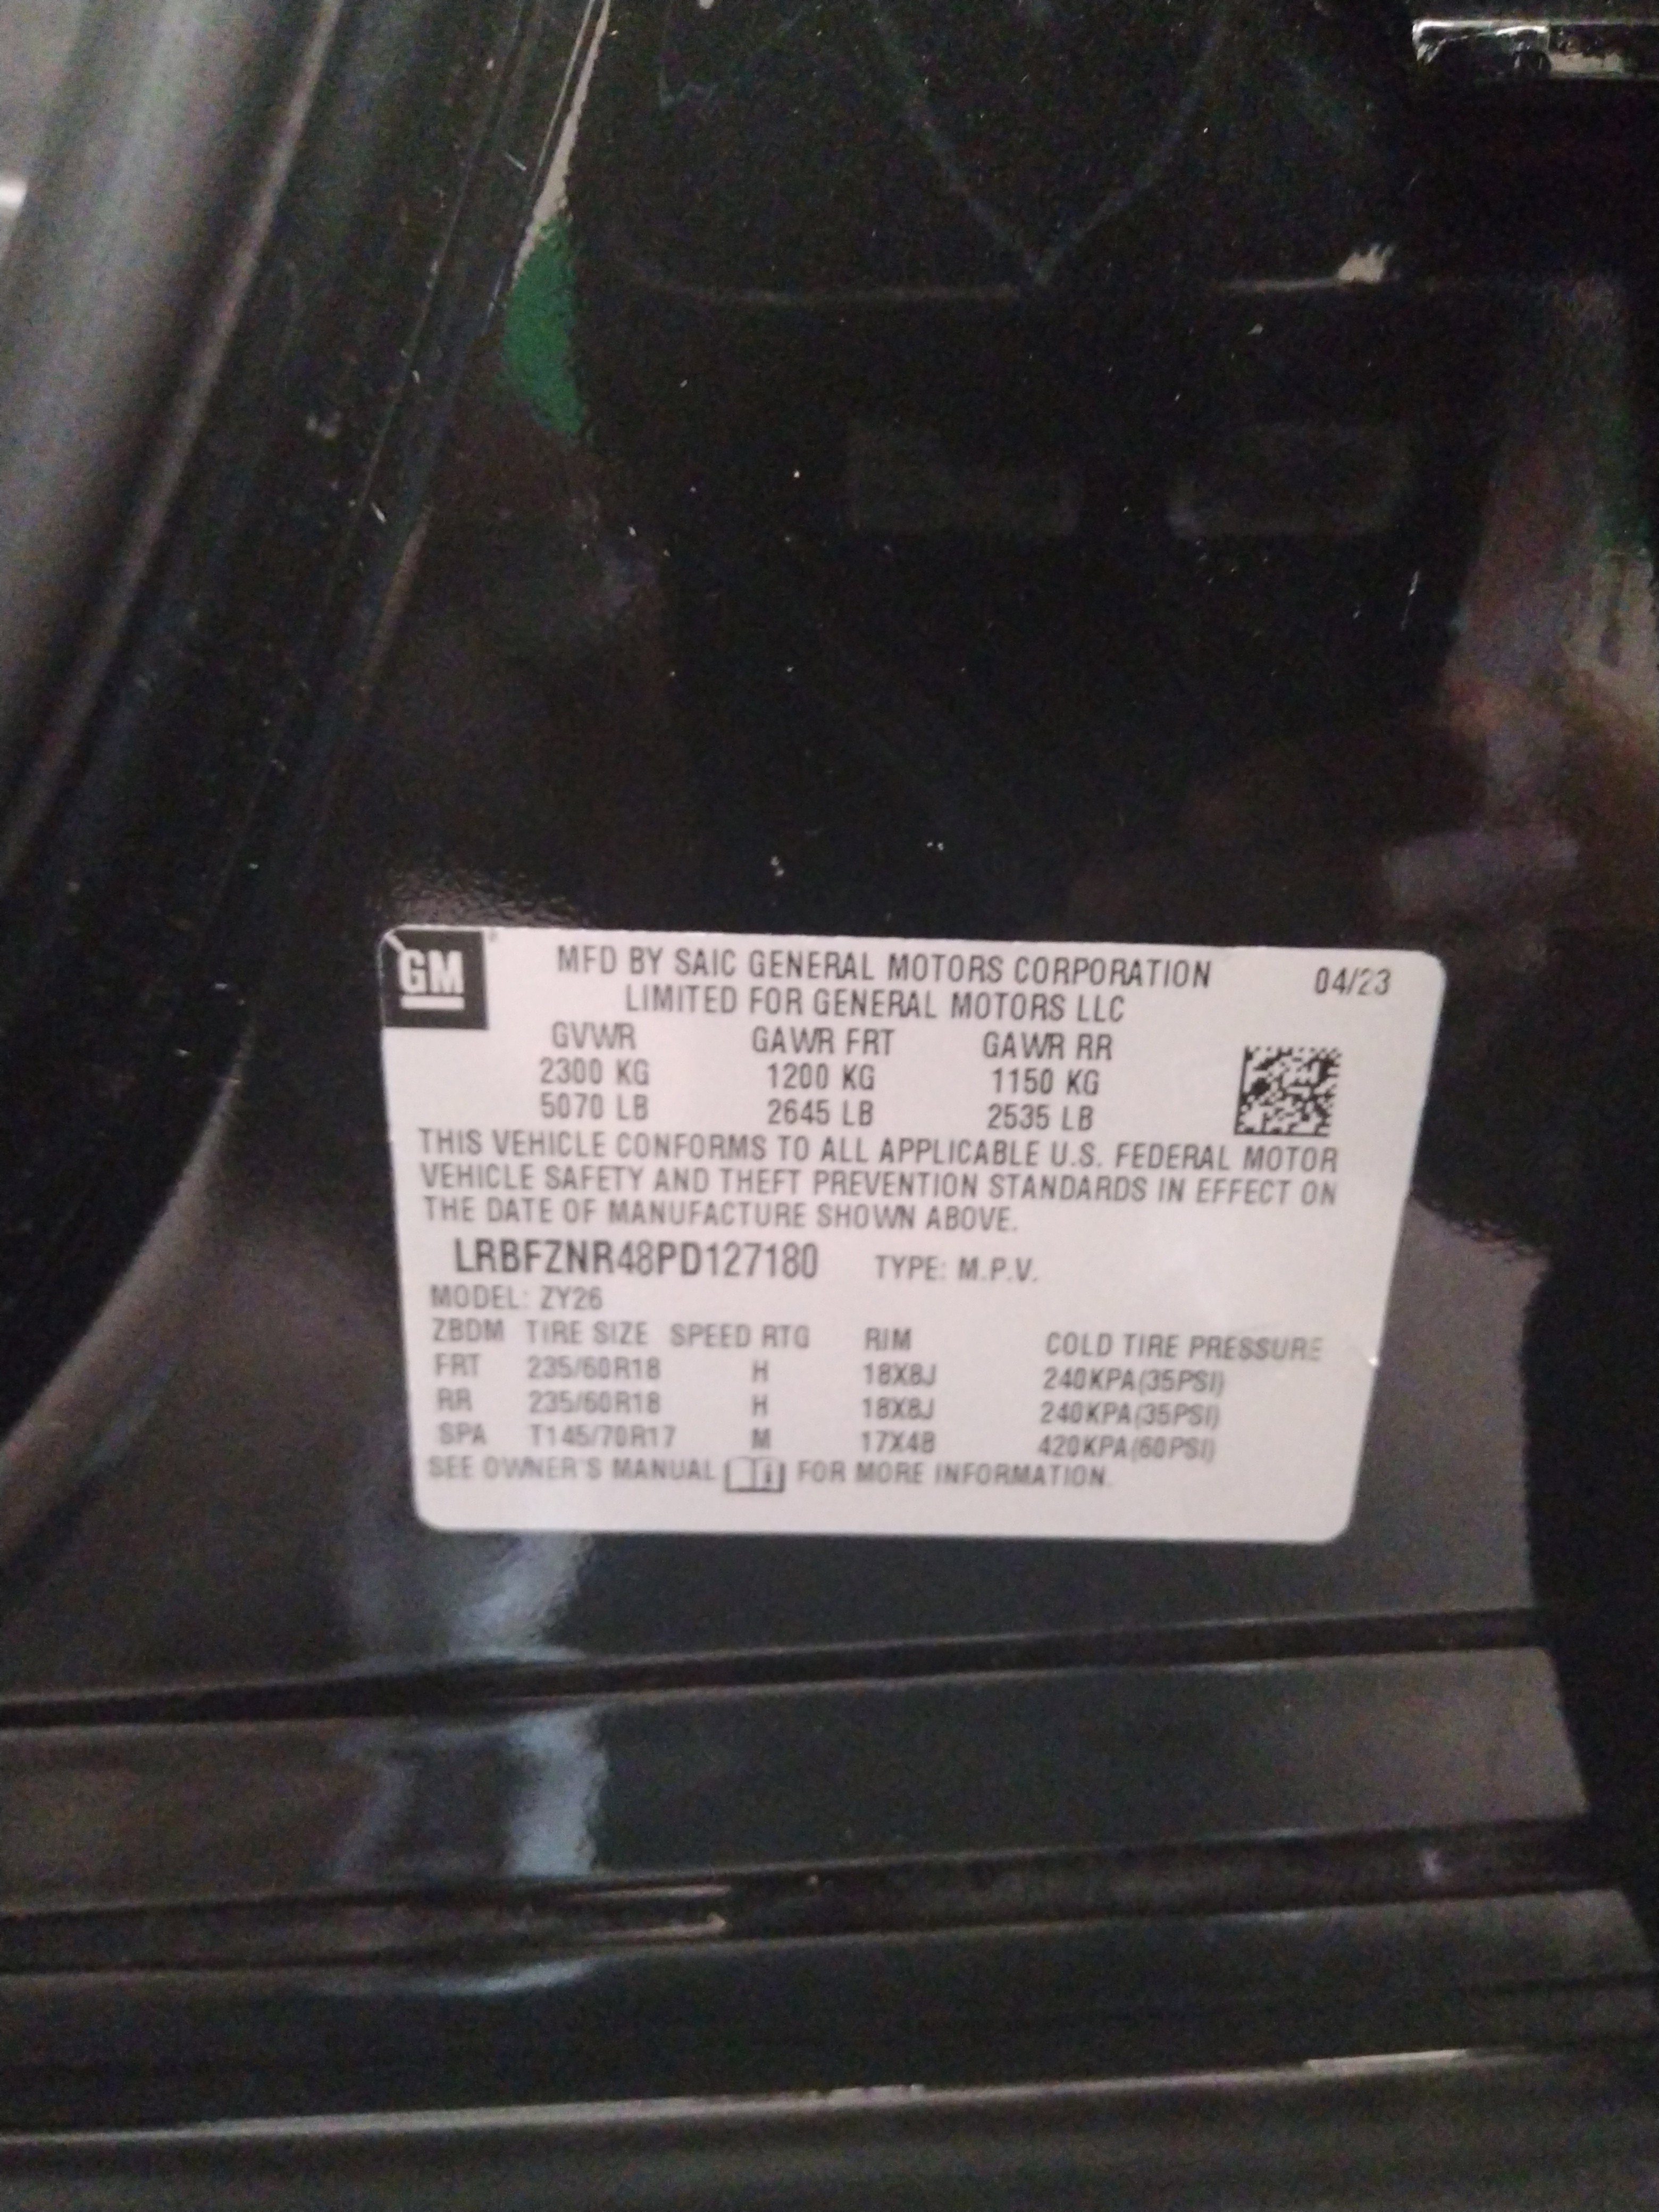 GM
MFD BY SAIC GENERAL MOTORS CORPORATION 04/23
LIMITED FOR GENERAL MOTORS LLC
GVWR GAWR FRT GAWR RR
2300 KG 1200 KG 1150 KG
5070 LB 2645 LB 2535 LB
THIS VEHICLE CONFORMS TO ALL APPLICABLE U.S. FEDERAL MOTOR
VEHICLE SAFETY AND THEFT PREVENTION STANDARDS IN EFFECT ON
THE DATE OF MANUFACTURE SHOWN ABOVE.
LRBFZNR48PD127180 TYPE: M.P.V.
MODEL: ZY26
ZBDM TIRE SIZE SPEED RTG RIM COLD TIRE PRESSURE
FRT 235/60R18 H 18X8J 240KPA(35PSI)
RR 235/60R18 H 18X8J 240KPA(35PSI)
SPA T145/70R17 M 17X4B 420KPA(60PSI)
SEE OWNER'S MANUAL FOR MORE INFORMATION.